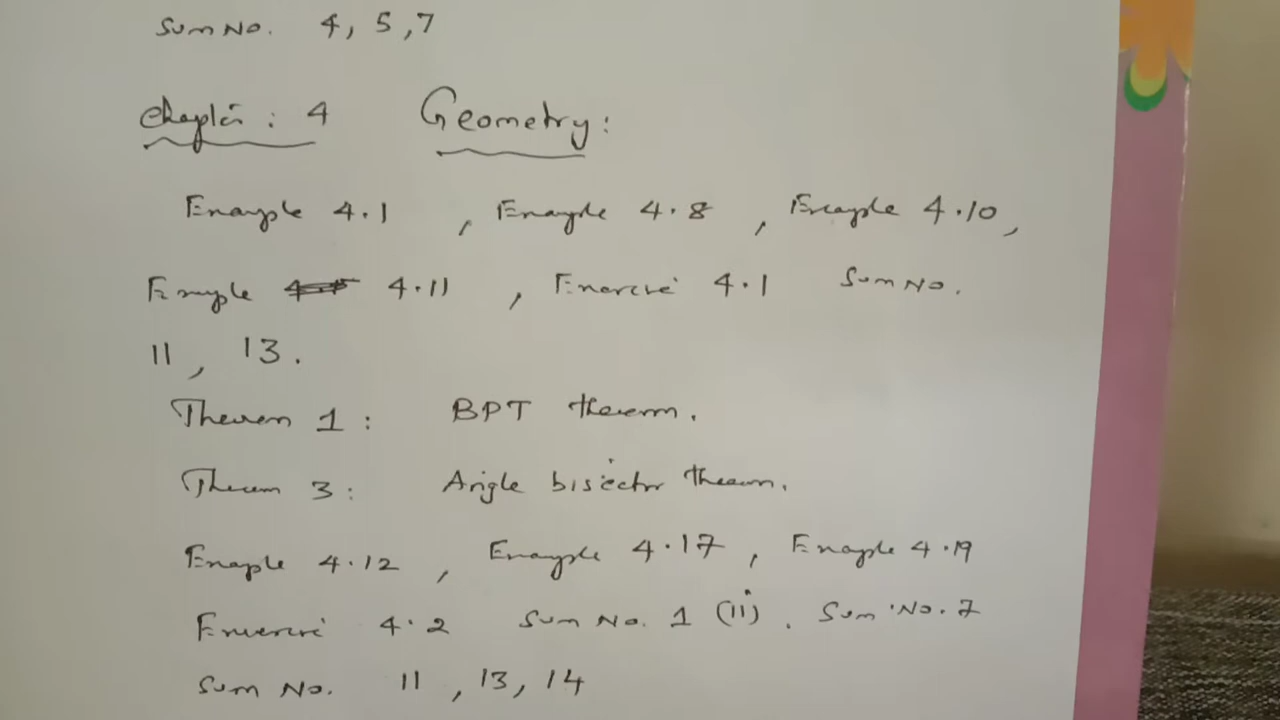 Sum No. 4, 5, 7
Chapter : 4 Geometry :
Example 4.1 , Example 4.8 , Example 4.10 ,
Example 4.11 , Exercise 4.1 Sum No.
11 , 13 .
Theorem 1 : BPT theorem.
Theorem 3 : Angle bisector theorem.
Example 4.12 , Example 4.17 , Example 4.19
Exercise 4.2 Sum No. 1 (ii) . Sum No. 7
Sum No. 11 , 13 , 14